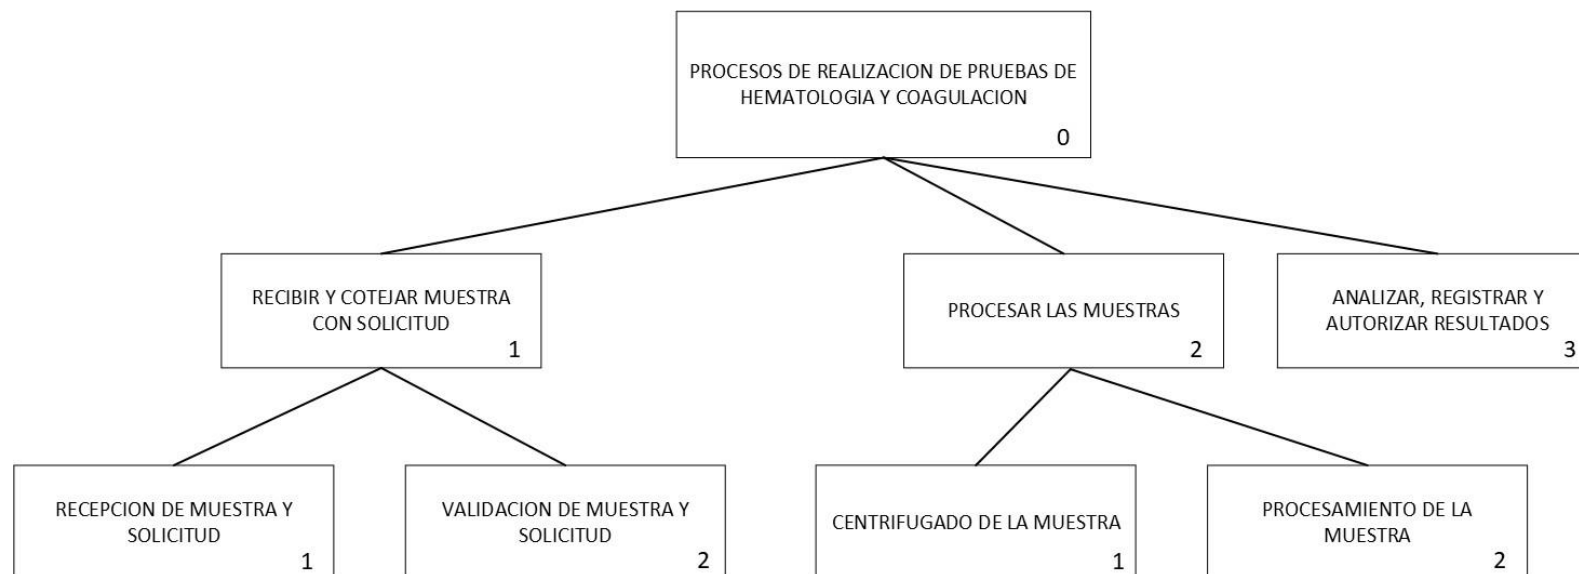 PROCESOS DE REALIZACION DE PRUEBAS DE
HEMATOLOGIA Y COAGULACION
0
RECIBIR Y COTEJAR MUESTRA
CON SOLICITUD
1
PROCESAR LAS MUESTRAS
2
ANALIZAR, REGISTRAR Y
AUTORIZAR RESULTADOS
3
RECEPCION DE MUESTRA Y
SOLICITUD
1
VALIDACION DE MUESTRA Y
SOLICITUD
2
CENTRIFUGADO DE LA MUESTRA
1
PROCESAMIENTO DE LA
MUESTRA
2